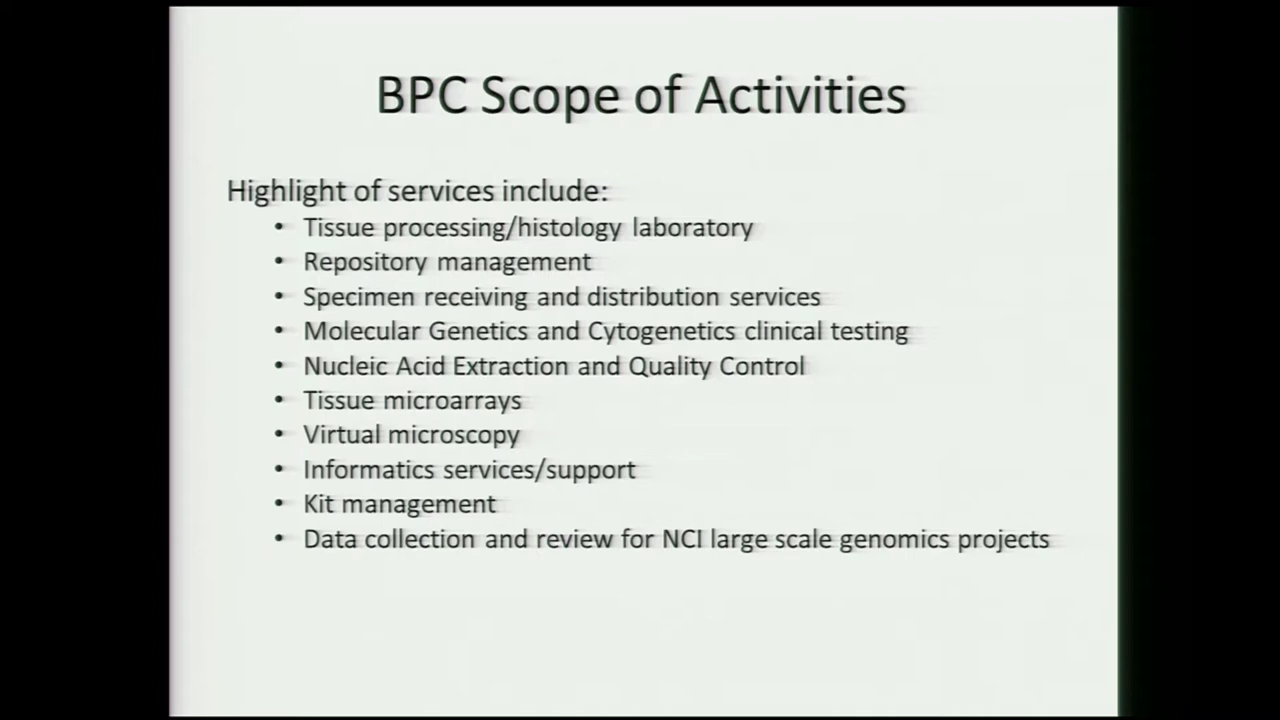 BPC Scope of Activities
Highlight of services include:
• Tissue processing/histology laboratory
• Repository management
• Specimen receiving and distribution services
• Molecular Genetics and Cytogenetics clinical testing
• Nucleic Acid Extraction and Quality Control
• Tissue microarrays
• Virtual microscopy
• Informatics services/support
• Kit management
• Data collection and review for NCI large scale genomics projects